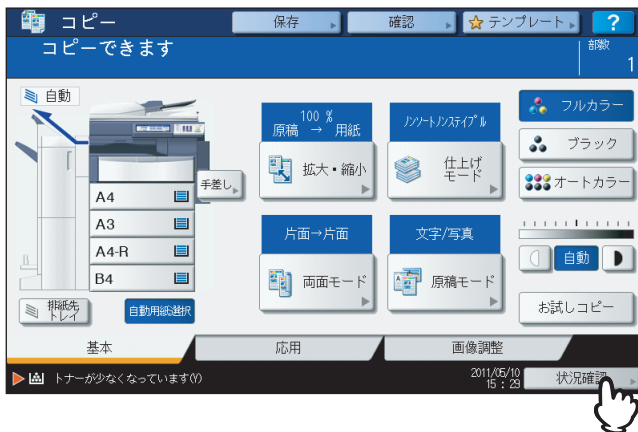 コピー
保存
確認
テンプレート
?
コピーできます
部数
1
自動
100 %
原稿 → 用紙
拡大・縮小
ノンソートノンステイプル
仕上げ
モード
フルカラー
ブラック
オートカラー
手差し
A4
A3
A4-R
B4
片面→片面
両面モード
文字/写真
原稿モード
自動
お試しコピー
排紙先
トレイ
自動用紙選択
基本
応用
画像調整
トナーが少なくなっています(Y)
2011/05/10
15 : 29
状況確認